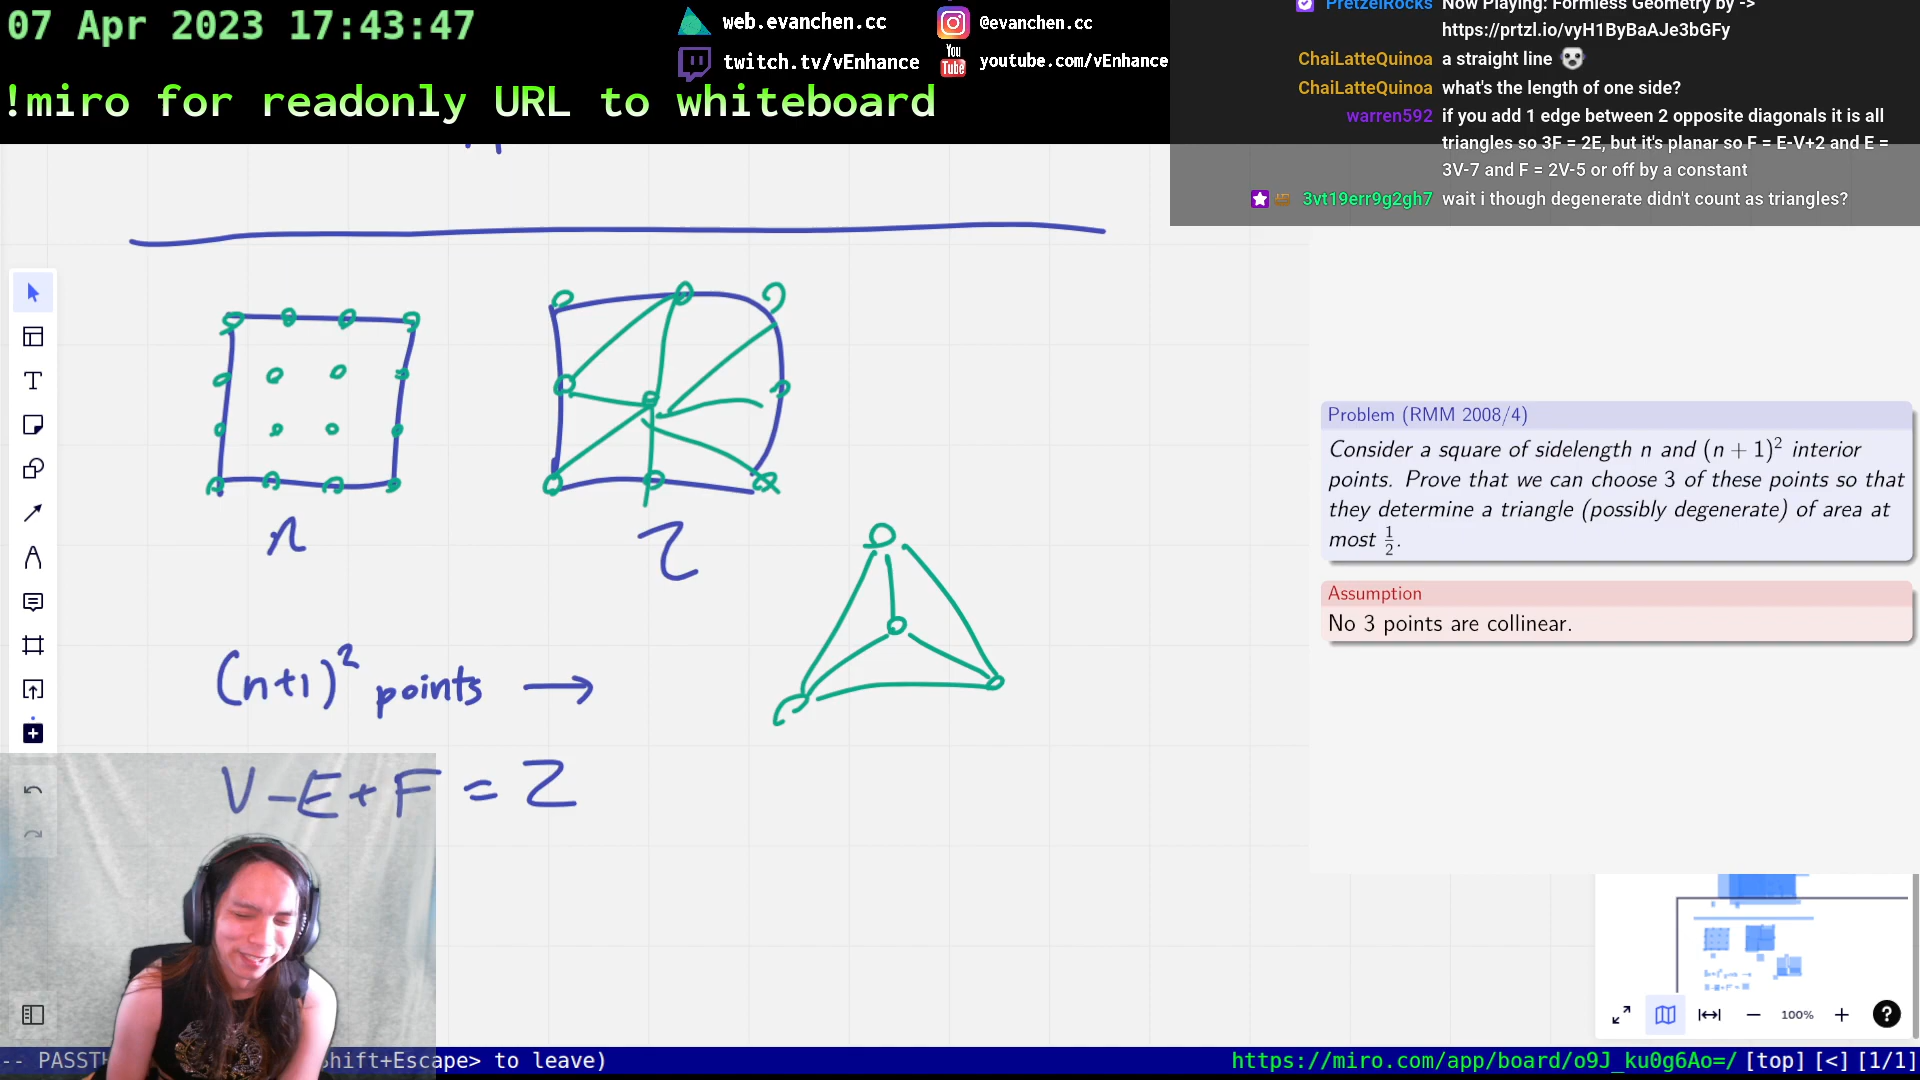 07 Apr 2023 17:43:47
web.evanchen.cc
@evanchen.cc
twitch.tv/vEnhance
You Tube
youtube.com/vEnhance
!miro for readonly URL to whiteboard
PretzelRocks Now Playing: Formless Geometry by ->
https://prtzl.io/vyH1ByBaAJe3bGFy
ChaiLatteQuinoa a straight line
ChaiLatteQuinoa what's the length of one side?
warren592 if you add 1 edge between 2 opposite diagonals it is all
triangles so 3F = 2E, but it's planar so F = E-V+2 and E =
3V-7 and F = 2V-5 or off by a constant
3vt19err9g2gh7 wait i though degenerate didn't count as triangles?
n
2
(n+1)² points →
V-E+F = 2
Problem (RMM 2008/4)
Consider a square of sidelength n and (n + 1)² interior
points. Prove that we can choose 3 of these points so that
they determine a triangle (possibly degenerate) of area at
most 1/2.
Assumption
No 3 points are collinear.
100%
?
-- PASSTH
hift+Escape> to leave)
https://miro.com/app/board/o9J_ku0g6Ao=/ [top] [<] [1/1]